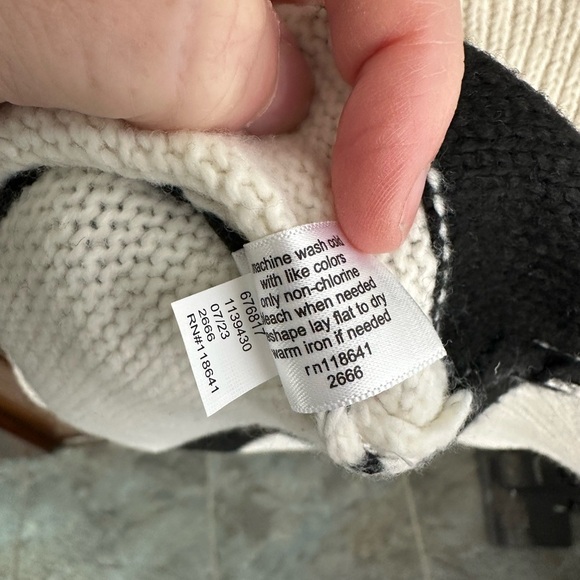 machine wash cold
with like colors
only non-chlorine
bleach when needed
reshape lay flat to dry
warm iron if needed
rn118641
2666
676817
1139430
07/23
2666
RN#118641